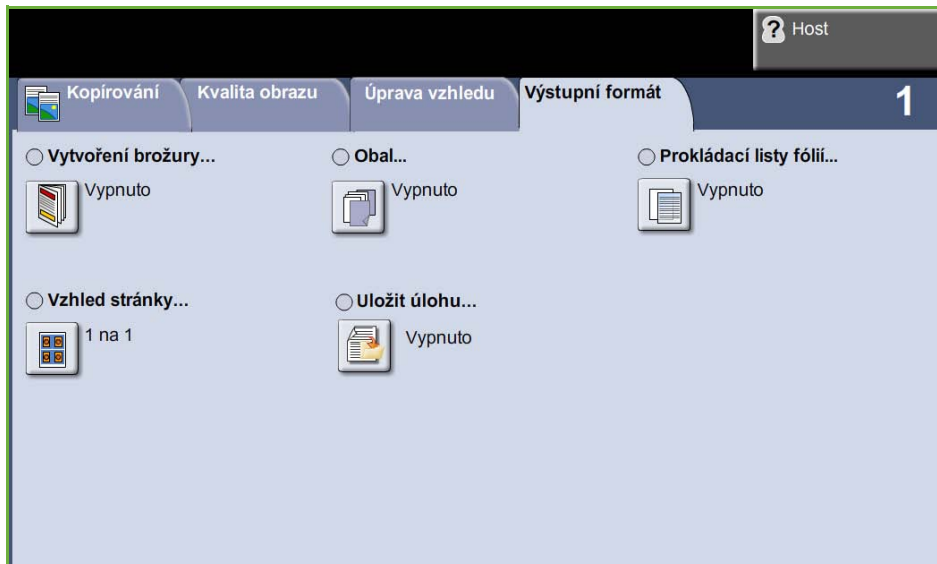 ? Host
Kopírování
Kvalita obrazu
Úprava vzhledu
Výstupní formát
1
Vytvoření brožury...
Vypnuto
Obal...
Vypnuto
Prokládací listy fólií...
Vypnuto
Vzhled stránky...
1 na 1
Uložit úlohu...
Vypnuto